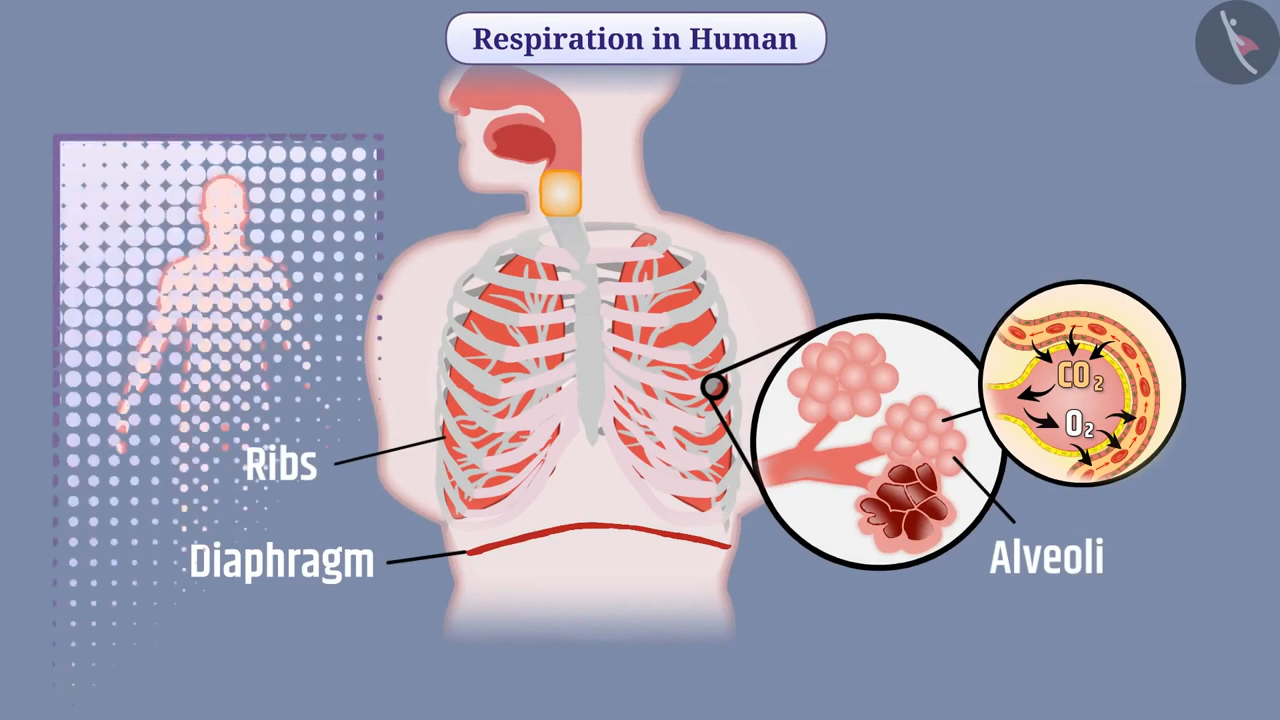 Respiration in Human
CO₂
O₂
Ribs
Diaphragm
Alveoli